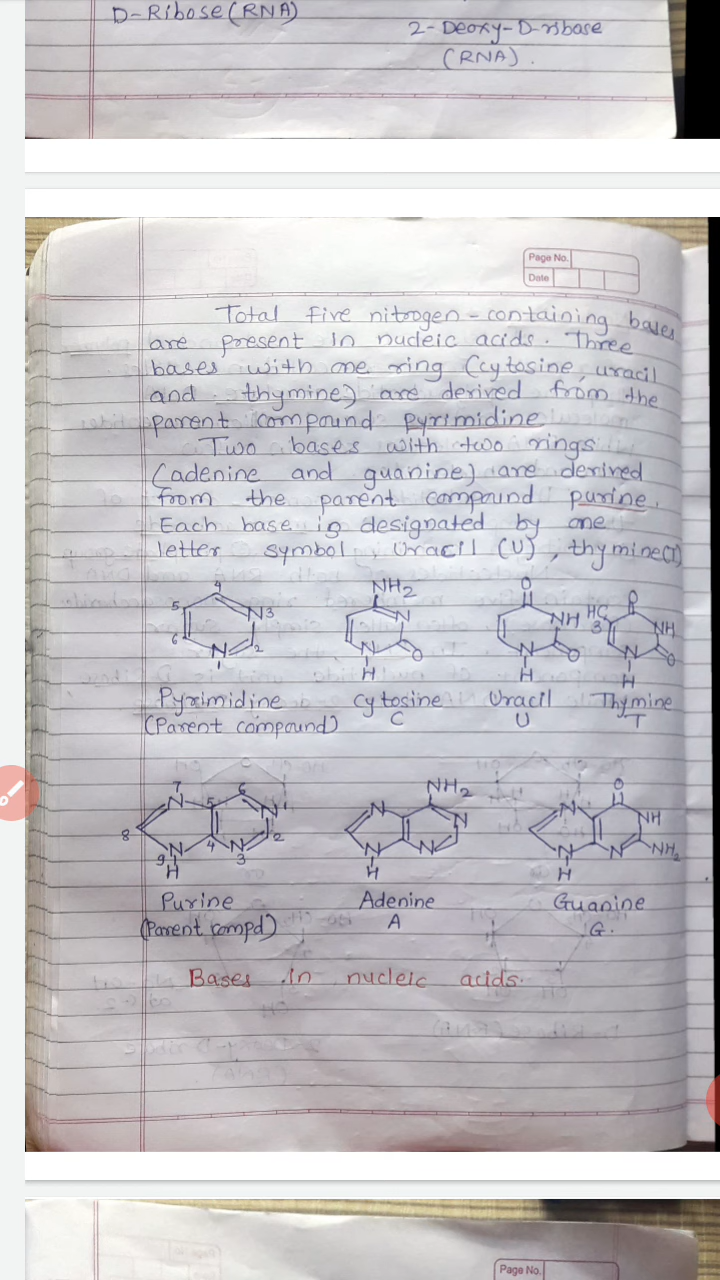 D-Ribose (RNA)
2-Deoxy-D-ribose
(RNA).
Page No.
Date
Total Five nitrogen-containing bases
are present in nucleic acids. Three
bases with one ring (cytosine, uracil
and thymine) are derived from the
parent compound pyrimidine
Two bases with two rings
(adenine and guanine) are derived
from the parent compound purine.
Each base is designated by one
letter symbol, Uracil (U), thymine(T)
4
5
N3
6
N
2
1
NH2
N
O
N
H
O
NH
O
N
H
O
HC
3
NH
O
N
H
Pyrimidine
(Parent compound)
Cytosine
C
Uracil
U
Thymine
T
7
N
5
6
N1
8
2
9
N
4
N
3
H
NH2
N
N
N
N
H
O
N
NH
N
N
NH2
H
Purine
(Parent compd)
Adenine
A
Guanine
G.
Bases in nucleic acids.
Page No.